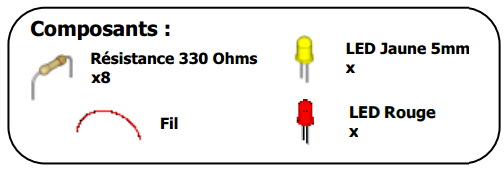 Composants :
Résistance 330 Ohms
x8
Fil
LED Jaune 5mm
x
LED Rouge
x